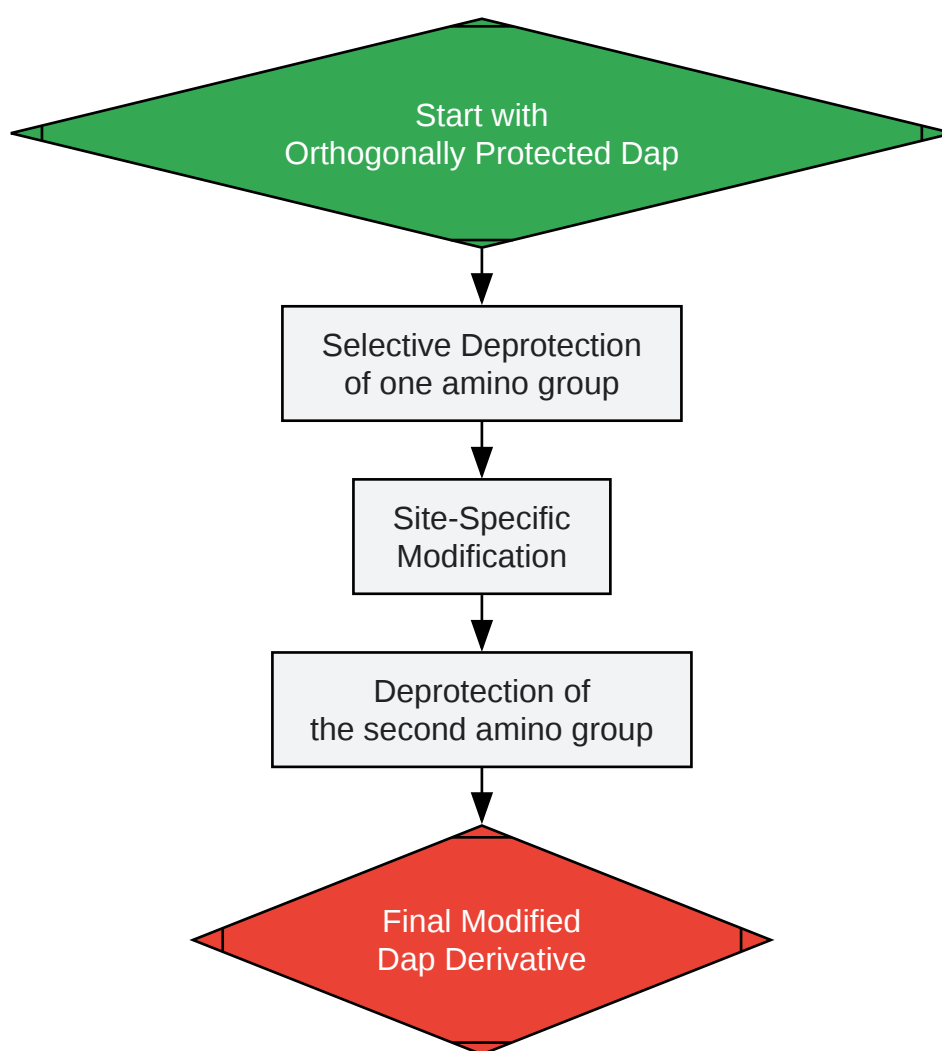 Start with
Orthogonally Protected Dap
Selective Deprotection
of one amino group
Site-Specific
Modification
Deprotection of
the second amino group
Final Modified
Dap Derivative